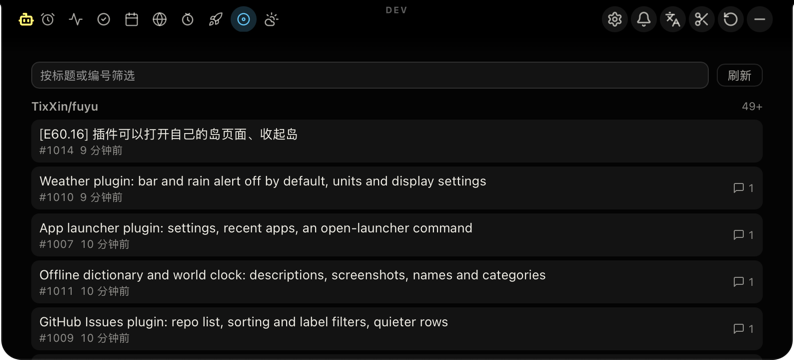 DEV
按标题或编号筛选
刷新
TixXin/fuyu
49+
[E60.16] 插件可以打开自己的岛页面、收起岛
#1014 9 分钟前
Weather plugin: bar and rain alert off by default, units and display settings
#1010 9 分钟前
1
App launcher plugin: settings, recent apps, an open-launcher command
#1007 10 分钟前
1
Offline dictionary and world clock: descriptions, screenshots, names and categories
#1011 10 分钟前
1
GitHub Issues plugin: repo list, sorting and label filters, quieter rows
#1009 10 分钟前
1